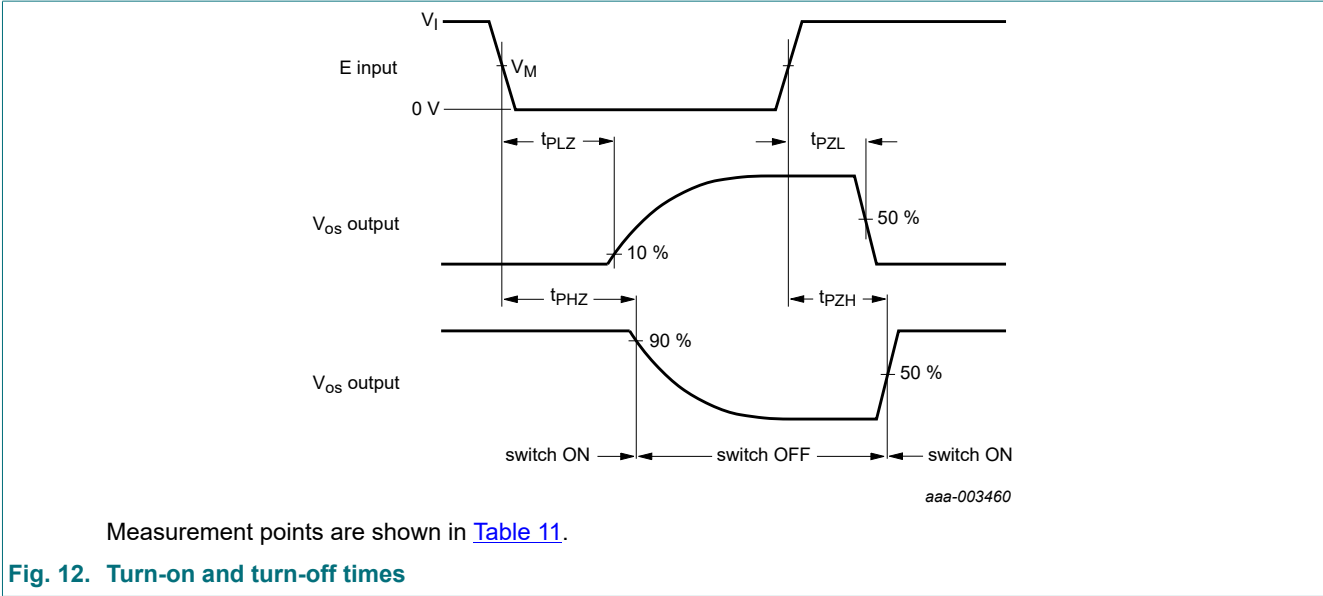 V_I
E input
V_M
0 V
t_PLZ
t_PZL
V_os output
50 %
10 %
t_PHZ
t_PZH
90 %
V_os output
50 %
switch ON
switch OFF
switch ON
aaa-003460
Measurement points are shown in Table 11.
Fig. 12. Turn-on and turn-off times